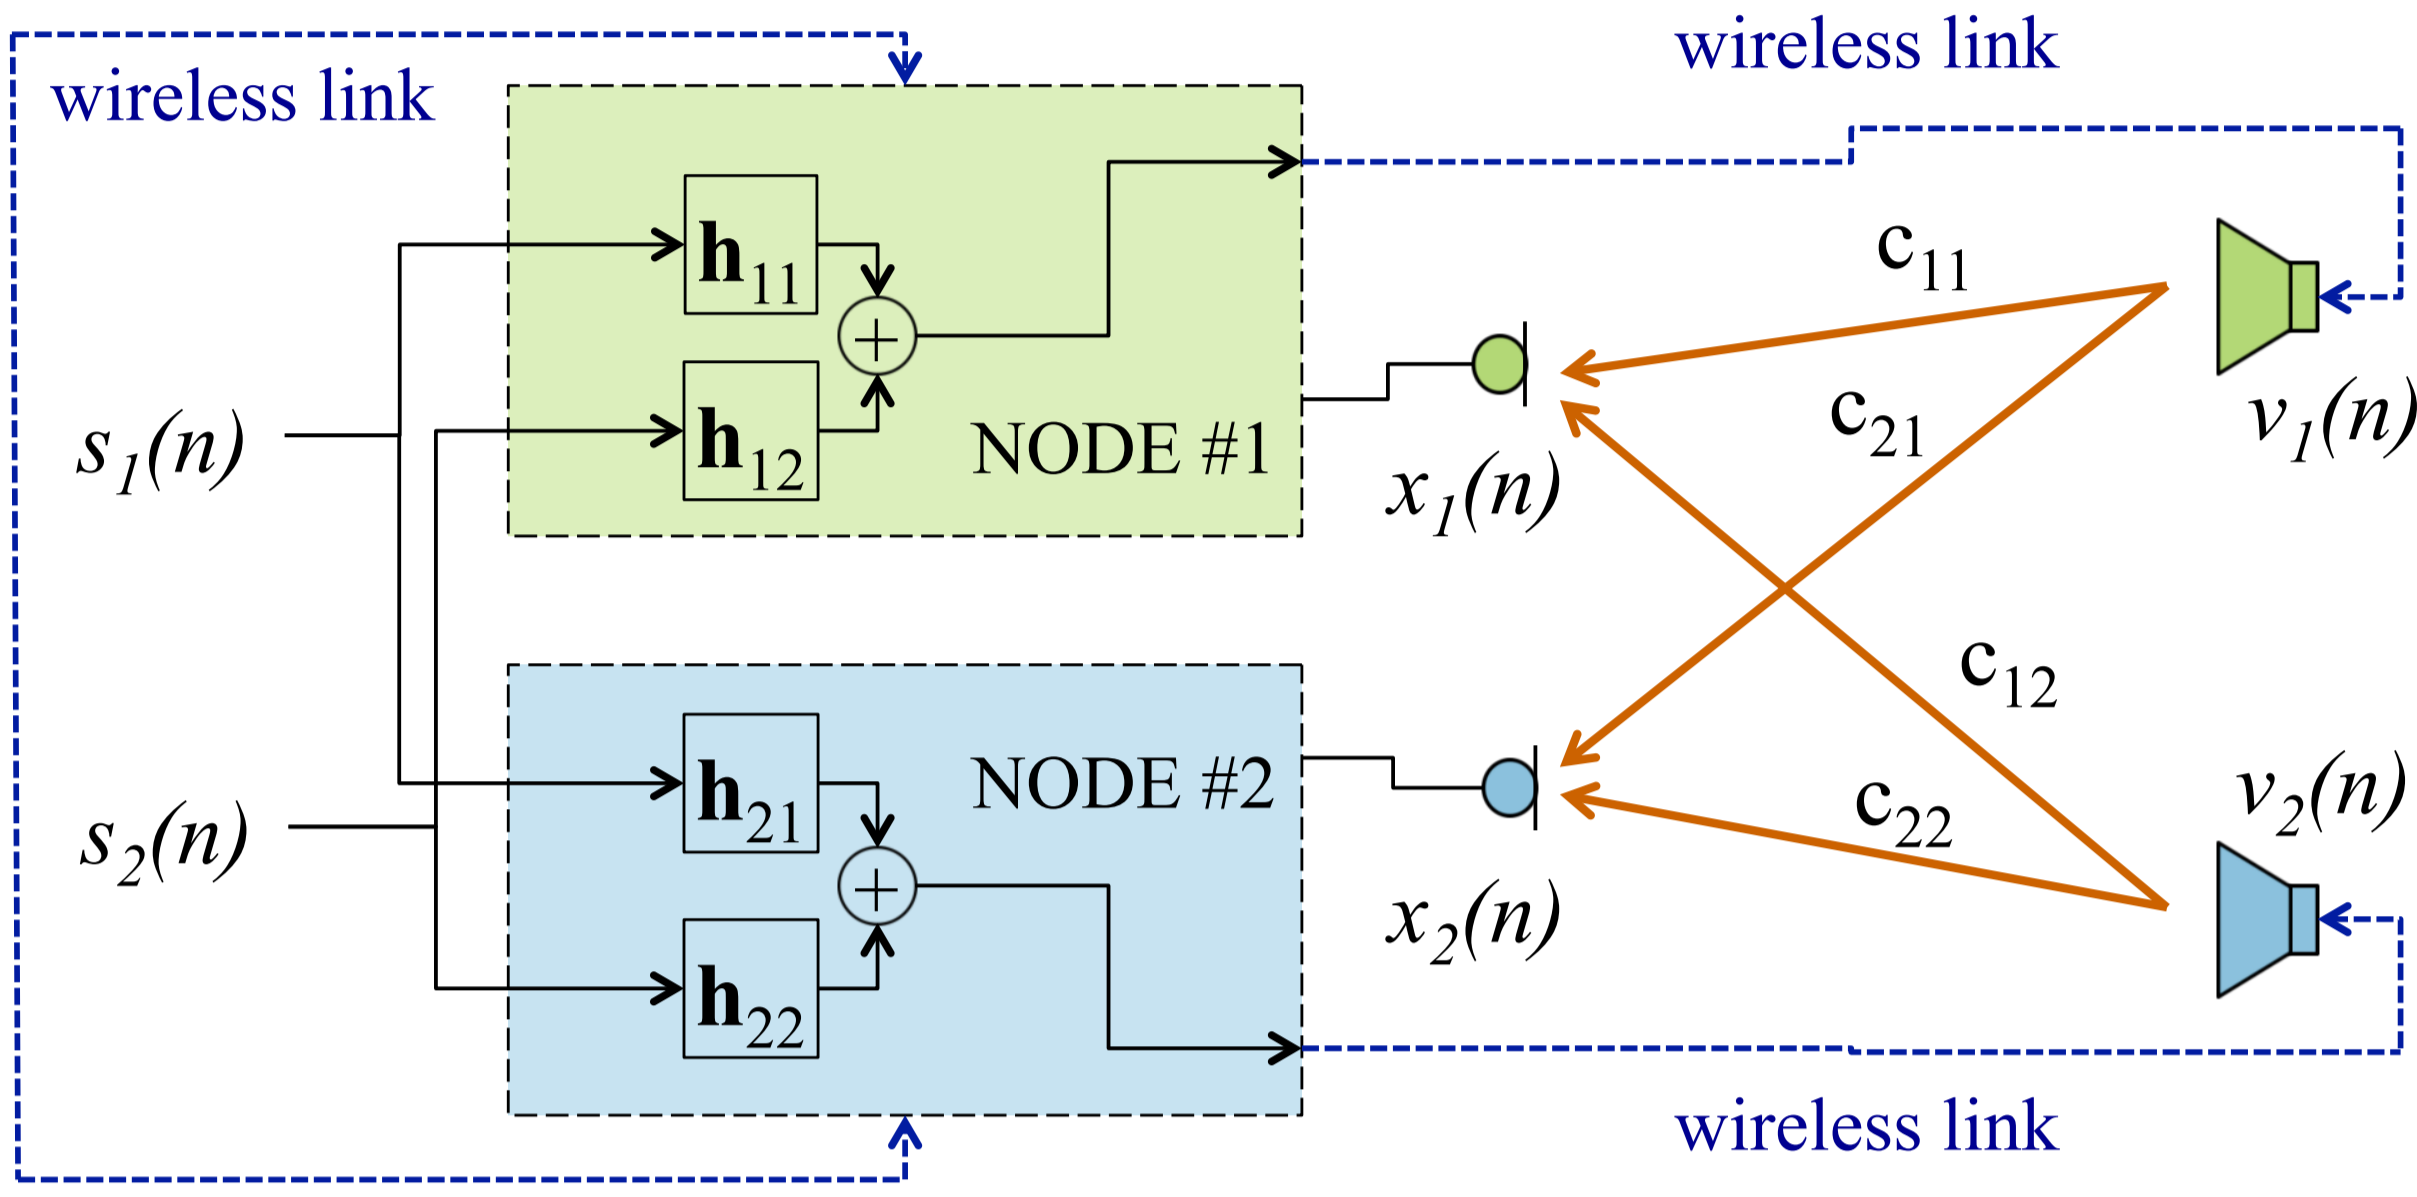 wireless link
wireless link
h11
c11
h12
NODE #1
c21
v1(n)
s1(n)
x1(n)
c12
h21
NODE #2
c22
v2(n)
s2(n)
x2(n)
h22
wireless link